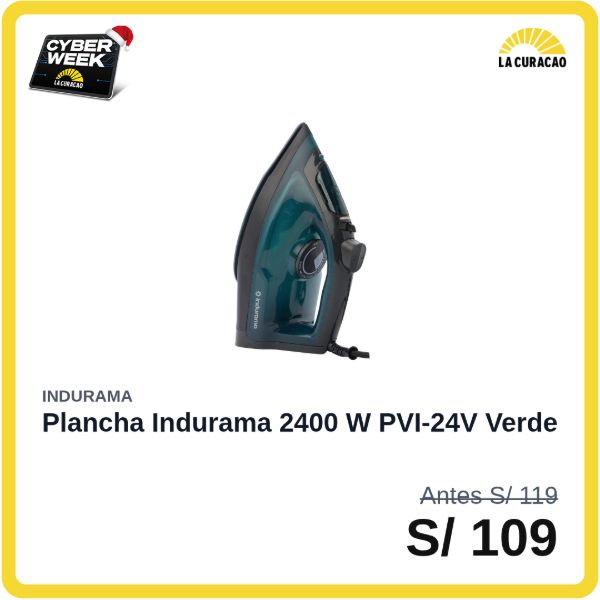 CYBER
WEEK
LA CURACAO
LA CURACAO
indurama
INDURAMA
Plancha Indurama 2400 W PVI-24V Verde
Antes S/ 119
S/ 109